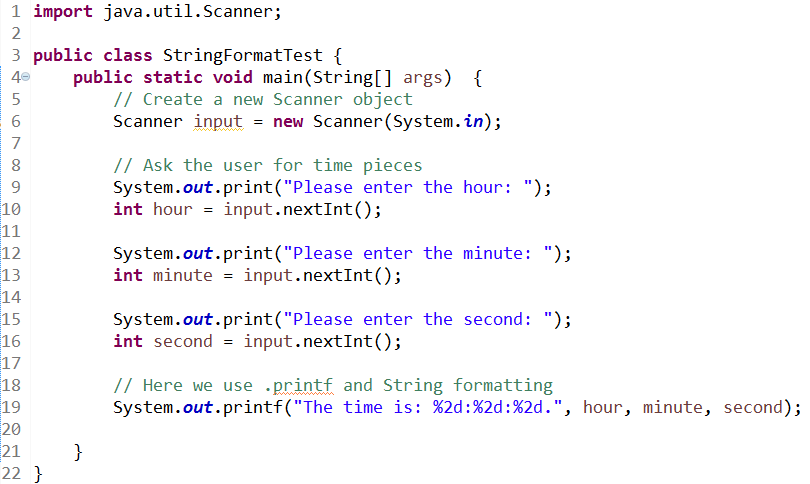 1 import java.util.Scanner;
2
3 public class StringFormatTest {
4     public static void main(String[] args)  {
5         // Create a new Scanner object
6         Scanner input = new Scanner(System.in);
7
8         // Ask the user for time pieces
9         System.out.print("Please enter the hour: ");
10         int hour = input.nextInt();
11
12         System.out.print("Please enter the minute: ");
13         int minute = input.nextInt();
14
15         System.out.print("Please enter the second: ");
16         int second = input.nextInt();
17
18         // Here we use .printf and String formatting
19         System.out.printf("The time is: %2d:%2d:%2d.", hour, minute, second);
20
21     }
22 }